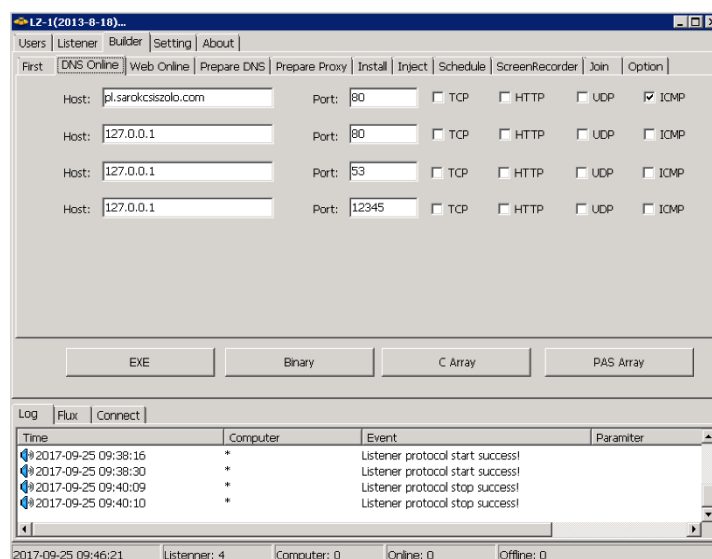 LZ-1(2013-8-18)...
Users Listener Builder Setting About
First DNS Online Web Online Prepare DNS Prepare Proxy Install Inject Schedule ScreenRecorder Join Option
Host: pl.sarokcsiszolo.com Port: 80 TCP HTTP UDP ICMP
Host: 127.0.0.1 Port: 80 TCP HTTP UDP ICMP
Host: 127.0.0.1 Port: 53 TCP HTTP UDP ICMP
Host: 127.0.0.1 Port: 12345 TCP HTTP UDP ICMP
EXE Binary C Array PAS Array
Log Flux Connect
Time Computer Event Paramiter
2017-09-25 09:38:16 * Listener protocol start success!
2017-09-25 09:38:30 * Listener protocol start success!
2017-09-25 09:40:09 * Listener protocol stop success!
2017-09-25 09:40:10 * Listener protocol stop success!
2017-09-25 09:46:21 Listenner: 4 Computer: 0 Online: 0 Offline: 0